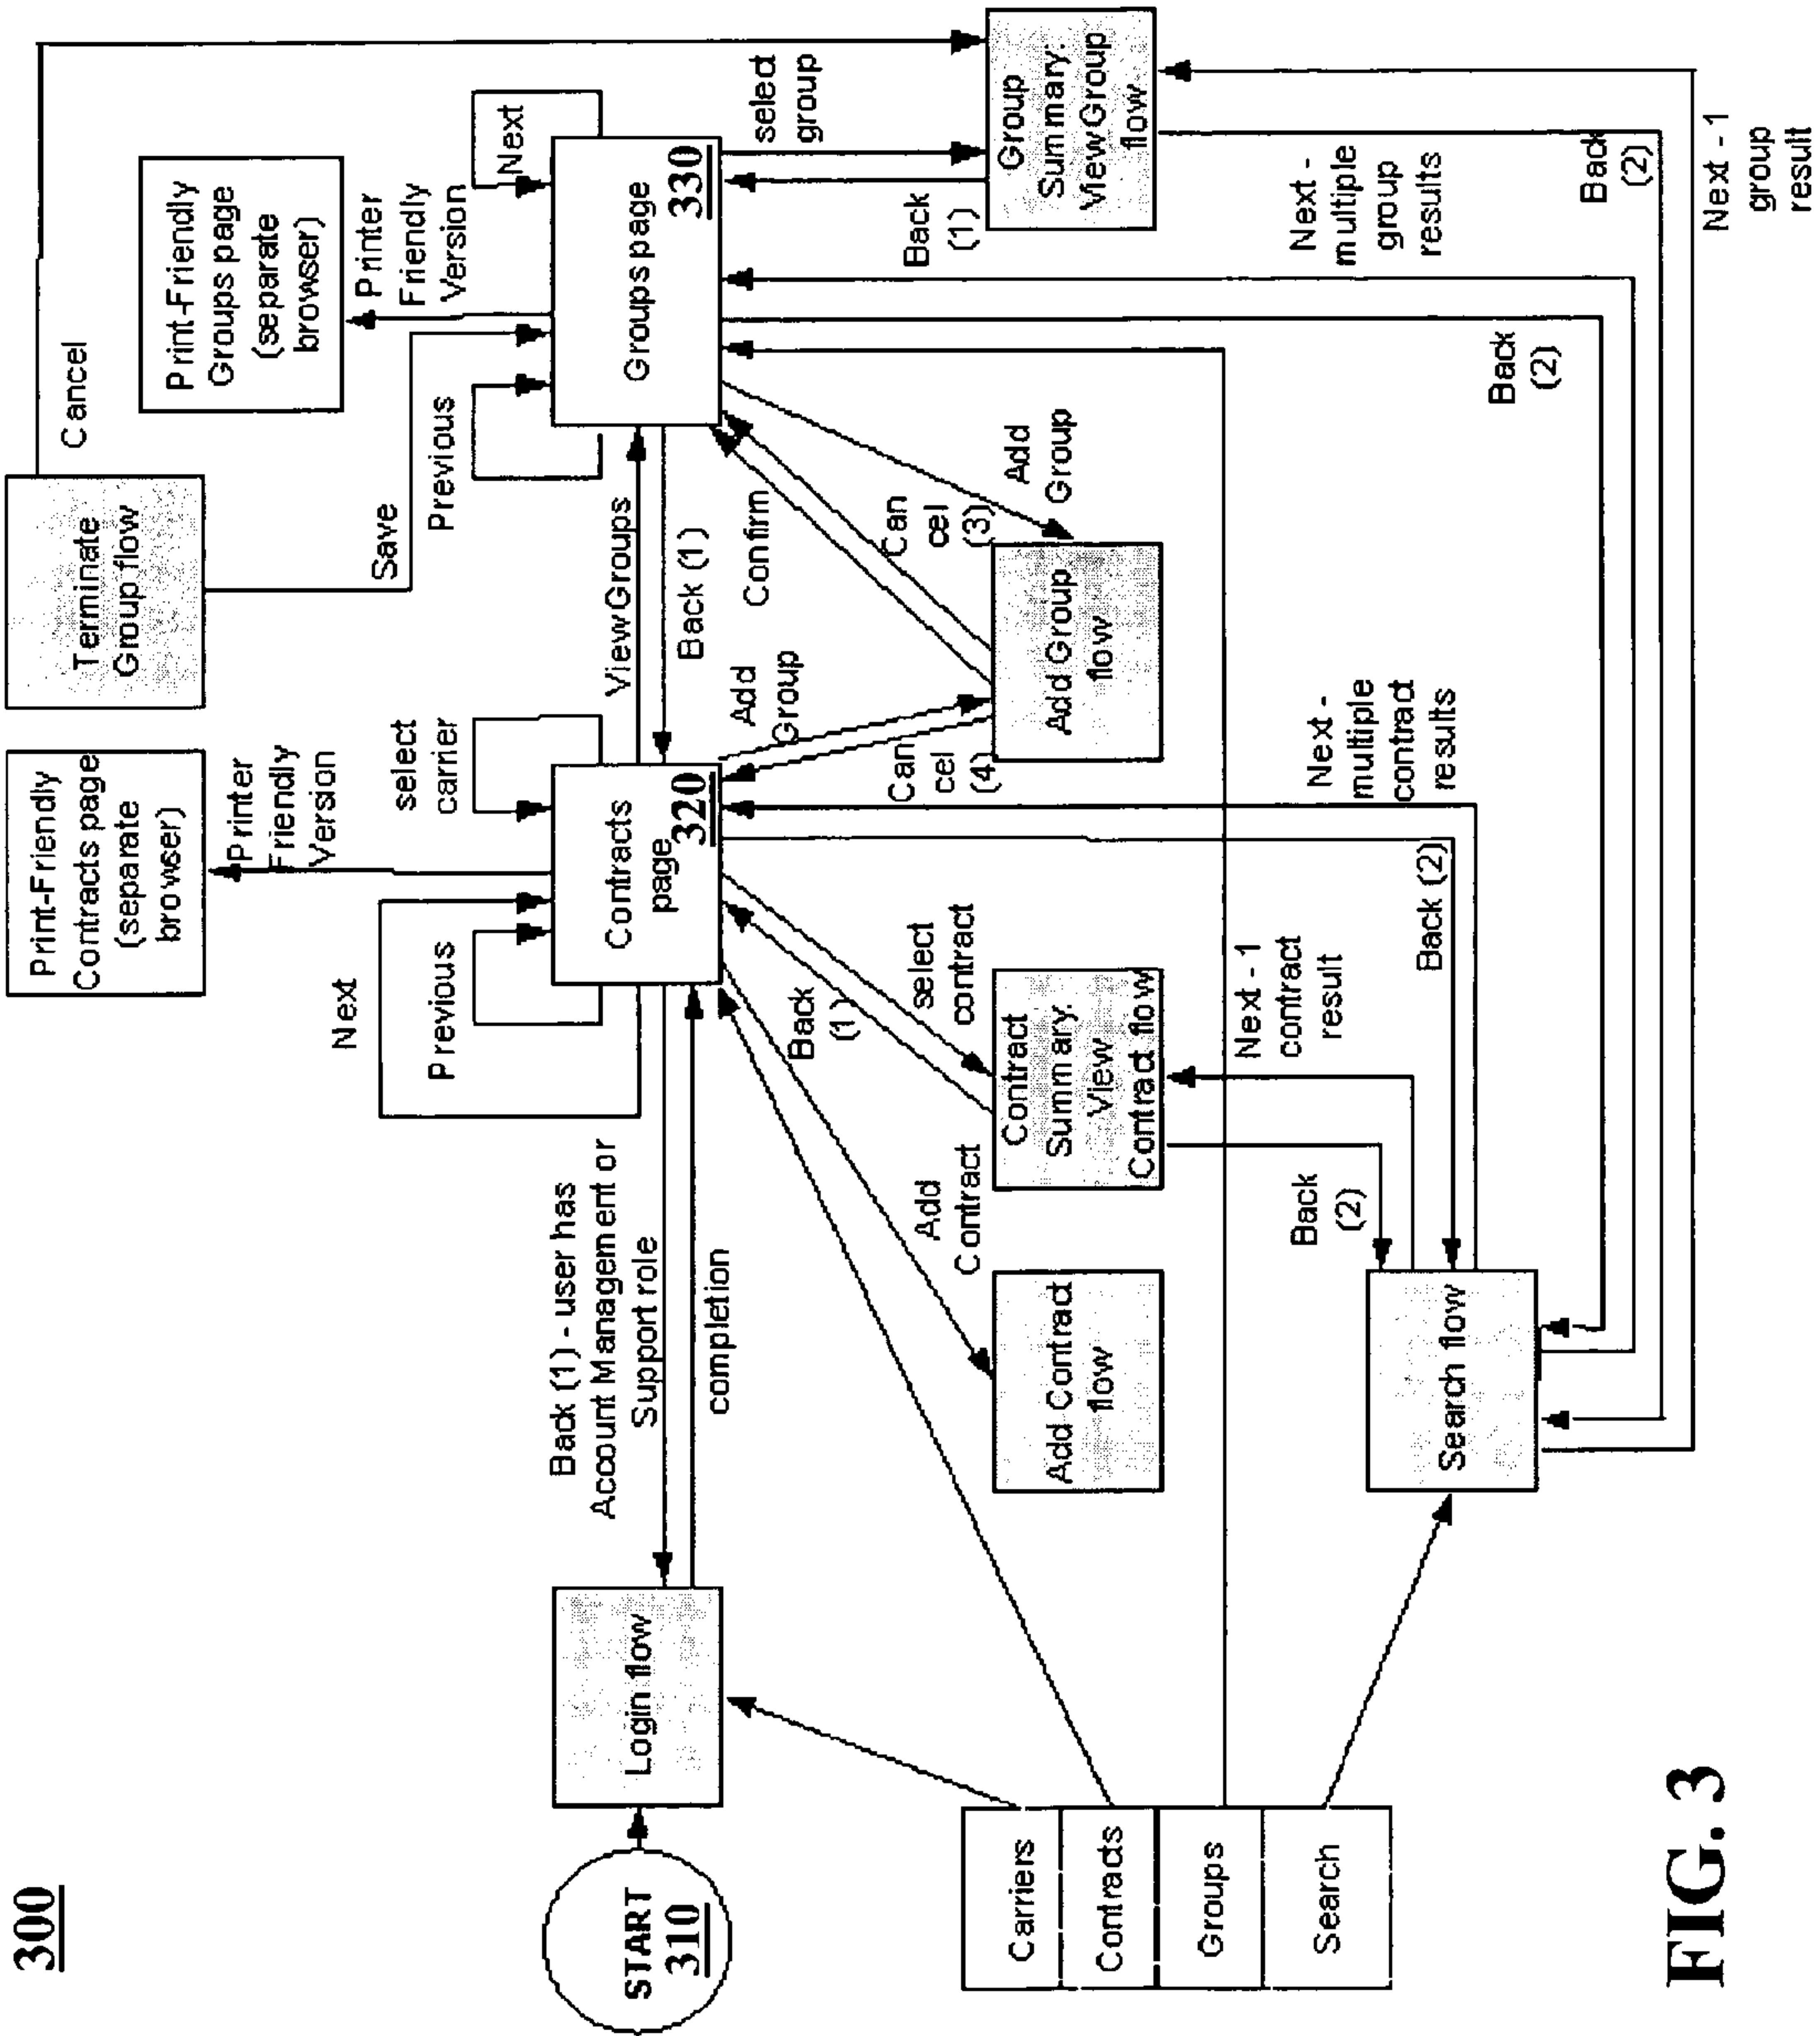 300
START
310
Login flow
Back (1) - user has
Account Management or
Support role
completion
Next
Previous
Print-Friendly
Contracts page
(separate
browser)
Printer
Friendly
Version
select
carrier
Contracts
page
320
Terminate
Group flow
Cancel
Save
Print-Friendly
Groups page
(separate
browser)
Printer
Friendly
Version
Previous
Next
View Groups
Back (1)
Groups page
330
select
group
Back
(1)
Group
Summary:
View Group
flow
Add
Group
Can
cel
(4)
Confirm
Can
cel
(3)
Add
Group
Add Group
flow
Back
(1)
select
contract
Add
Contract
Contract
Summary:
View
Contract flow
Add Contract
flow
Back
(2)
Next - 1
contract
result
Back (2)
Next -
multiple
contract
results
Back
(2)
Next -
multiple
group
results
Back
(2)
Next - 1
group
result
Search flow
Carriers
Contracts
Groups
Search
FIG. 3